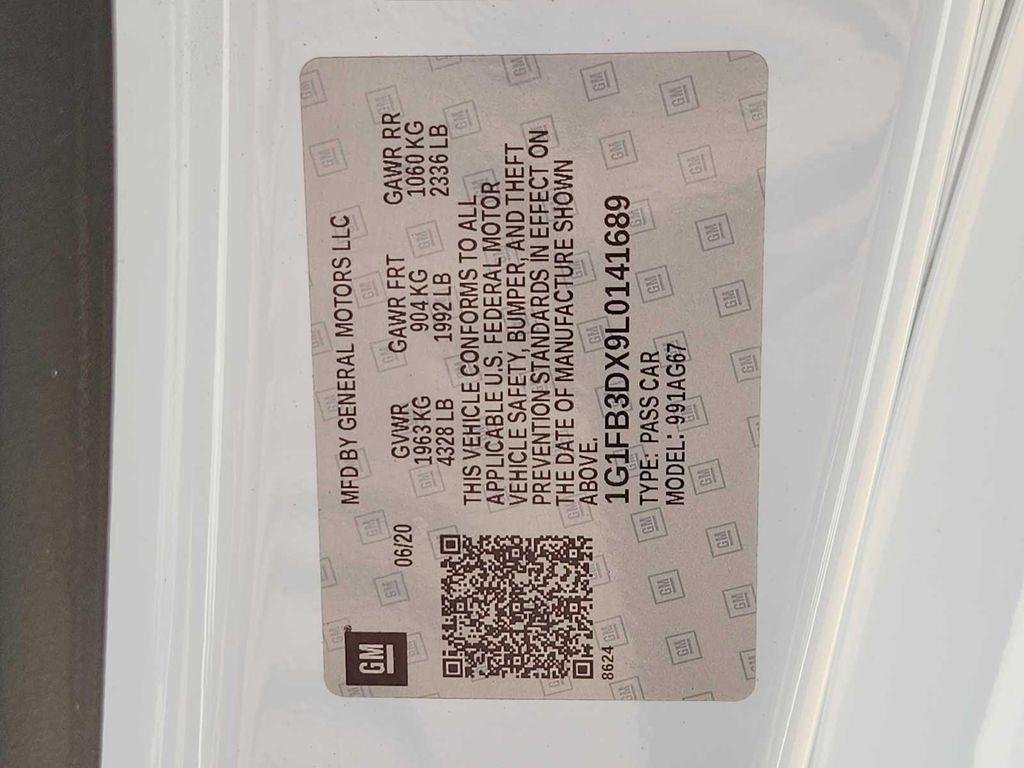 GM
MFD BY GENERAL MOTORS LLC
06/20
GVWR GAWR FRT GAWR RR
1963 KG 904 KG 1060 KG
4328 LB 1992 LB 2336 LB
THIS VEHICLE CONFORMS TO ALL
APPLICABLE U.S. FEDERAL MOTOR
VEHICLE SAFETY, BUMPER, AND THEFT
PREVENTION STANDARDS IN EFFECT ON
THE DATE OF MANUFACTURE SHOWN
ABOVE.
1G1FB3DX9L0141689
TYPE: PASS CAR
MODEL: 991AG67
8624